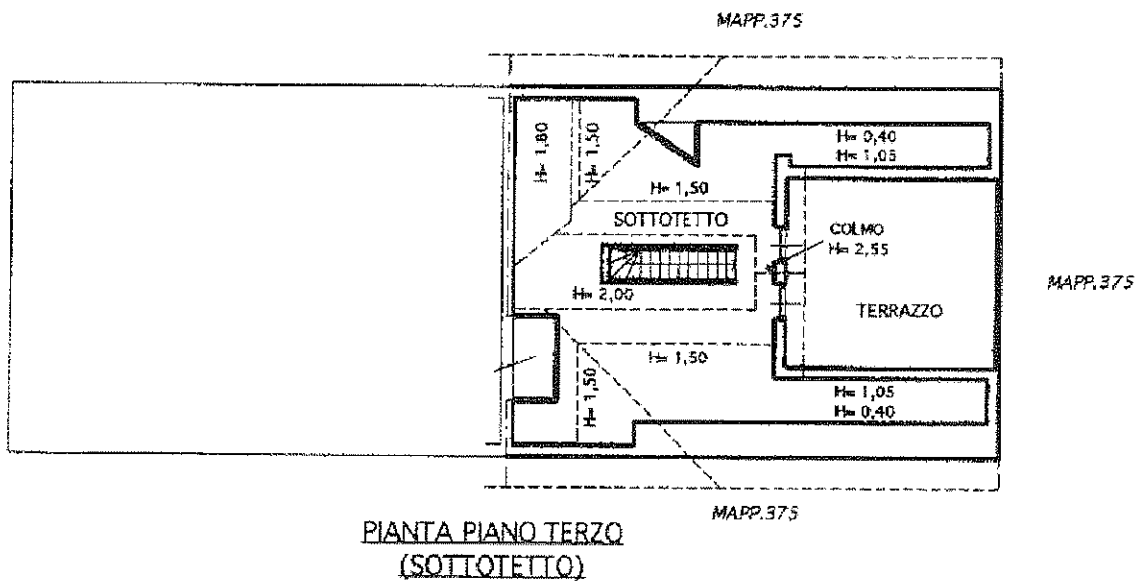 MAPP.375
H= 1,80
H= 1,50
H= 0,40
H= 1,05
H= 1,50
SOTTOTETTO
COLMO
H= 2,55
MAPP.375
H= 2,00
TERRAZZO
H= 1,50
H= 1,50
H= 1,05
H= 0,40
MAPP.375
PIANTA PIANO TERZO
(SOTTOTETTO)